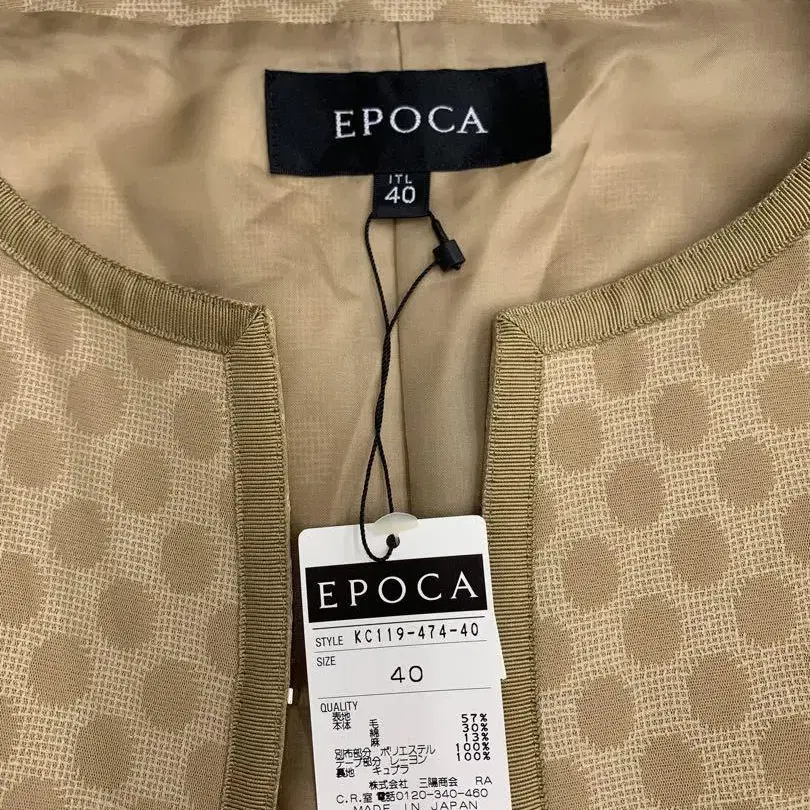 EPOCA
ITL
40
EPOCA
STYLE KC119-474-40
SIZE
40
QUALITY
表地
本体 毛 57%
綿 30%
麻 13%
別布部分 ポリエステル 100%
テープ部分 レーヨン 100%
裏地 キュプラ
株式会社 三陽商会 RA
C.R.室 電話0120-340-460
MADE IN JAPAN